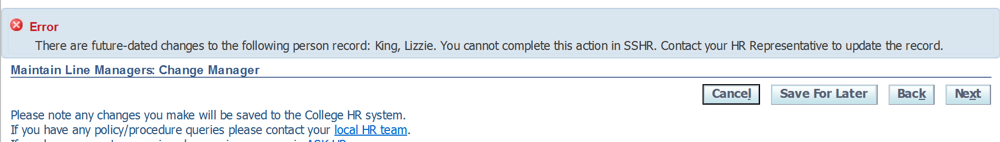 Error
There are future-dated changes to the following person record: King, Lizzie. You cannot complete this action in SSHR. Contact your HR Representative to update the record.
Maintain Line Managers: Change Manager
Cancel Save For Later Back Next
Please note any changes you make will be saved to the College HR system.
If you have any policy/procedure queries please contact your local HR team.